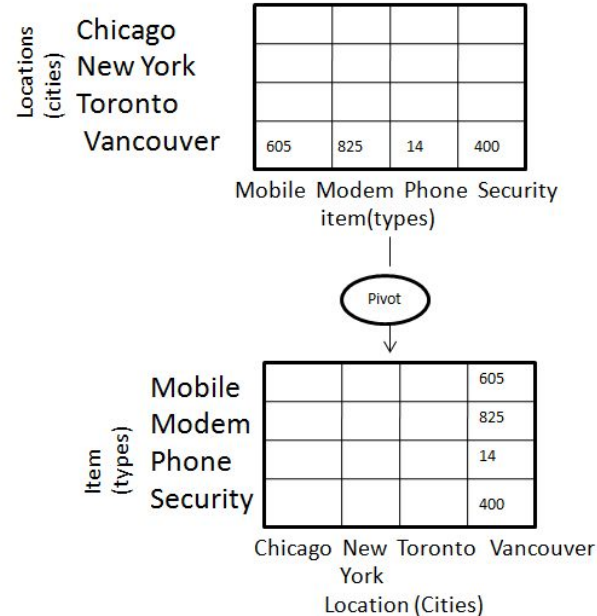 Locations
(cities)
Chicago
New York
Toronto
Vancouver
605 825 14 400
Mobile Modem Phone Security
item(types)
Pivot
Item
(types)
Mobile 605
Modem 825
Phone 14
Security 400
Chicago New Toronto Vancouver
York
Location (Cities)